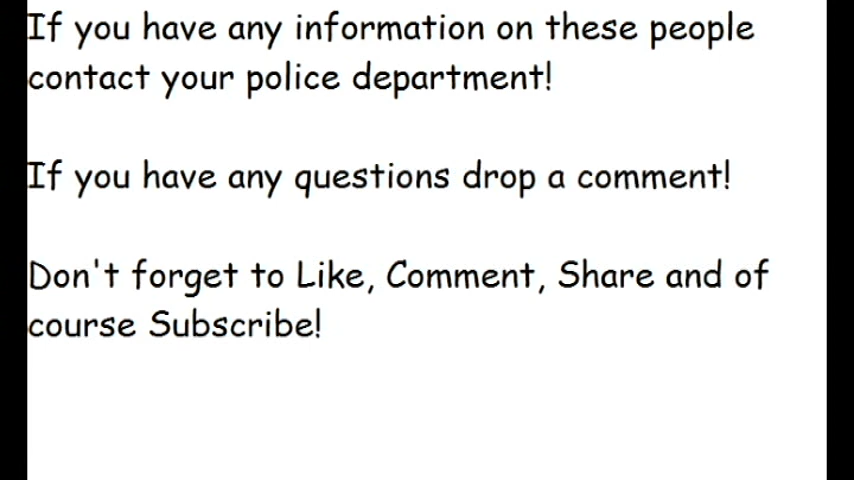 If you have any information on these people
contact your police department!
If you have any questions drop a comment!
Don't forget to Like, Comment, Share and of
course Subscribe!